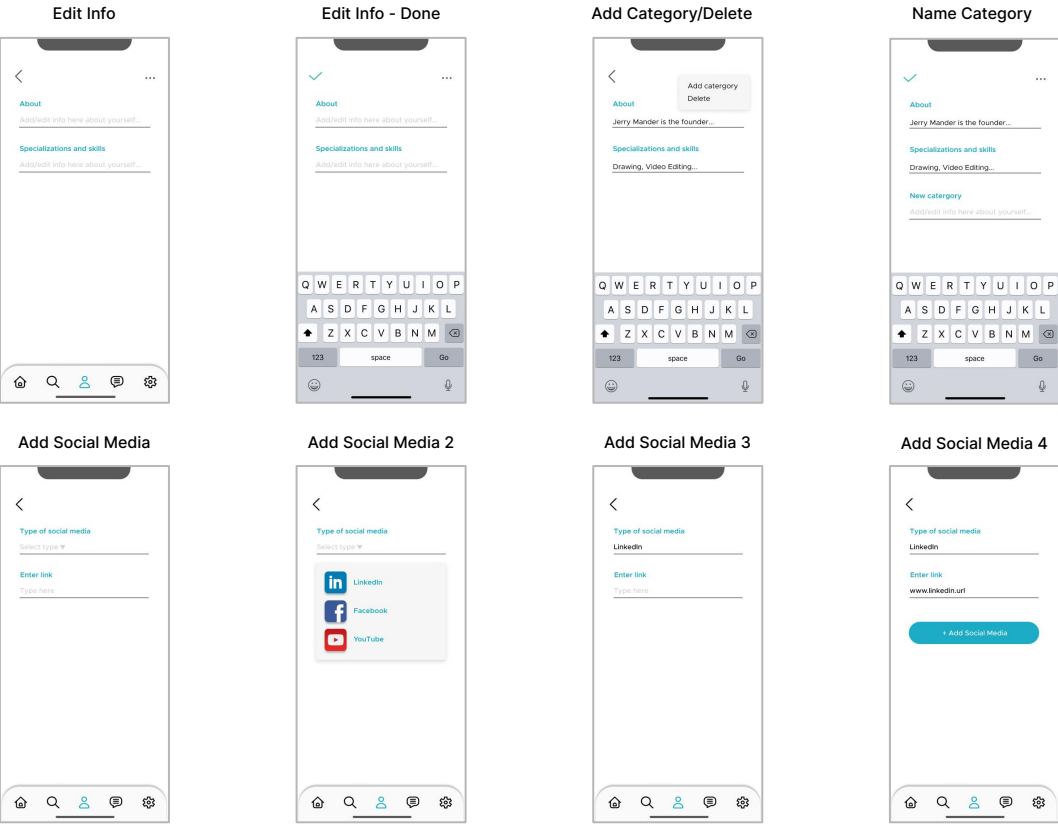 Edit Info
About
Add/edit info here about yourself...
Specializations and skills
Add/edit info here about yourself...
Edit Info - Done
About
Add/edit info here about yourself...
Specializations and skills
Add/edit info here about yourself...
Q W E R T Y U I O P
A S D F G H J K L
Z X C V B N M
123 space Go
Add Category/Delete
Add catergory
Delete
About
Jerry Mander is the founder...
Specializations and skills
Drawing, Video Editing...
Q W E R T Y U I O P
A S D F G H J K L
Z X C V B N M
123 space Go
Name Category
About
Jerry Mander is the founder...
Specializations and skills
Drawing, Video Editing...
New catergory
Add/edit info here about yourself...
Q W E R T Y U I O P
A S D F G H J K L
Z X C V B N M
123 space Go
Add Social Media
Type of social media
Select type ▼
Enter link
Type here
Add Social Media 2
Type of social media
Select type ▼
in LinkedIn
f Facebook
YouTube
Add Social Media 3
Type of social media
LinkedIn
Enter link
Type here
Add Social Media 4
Type of social media
LinkedIn
Enter link
www.linkedin.url
+ Add Social Media